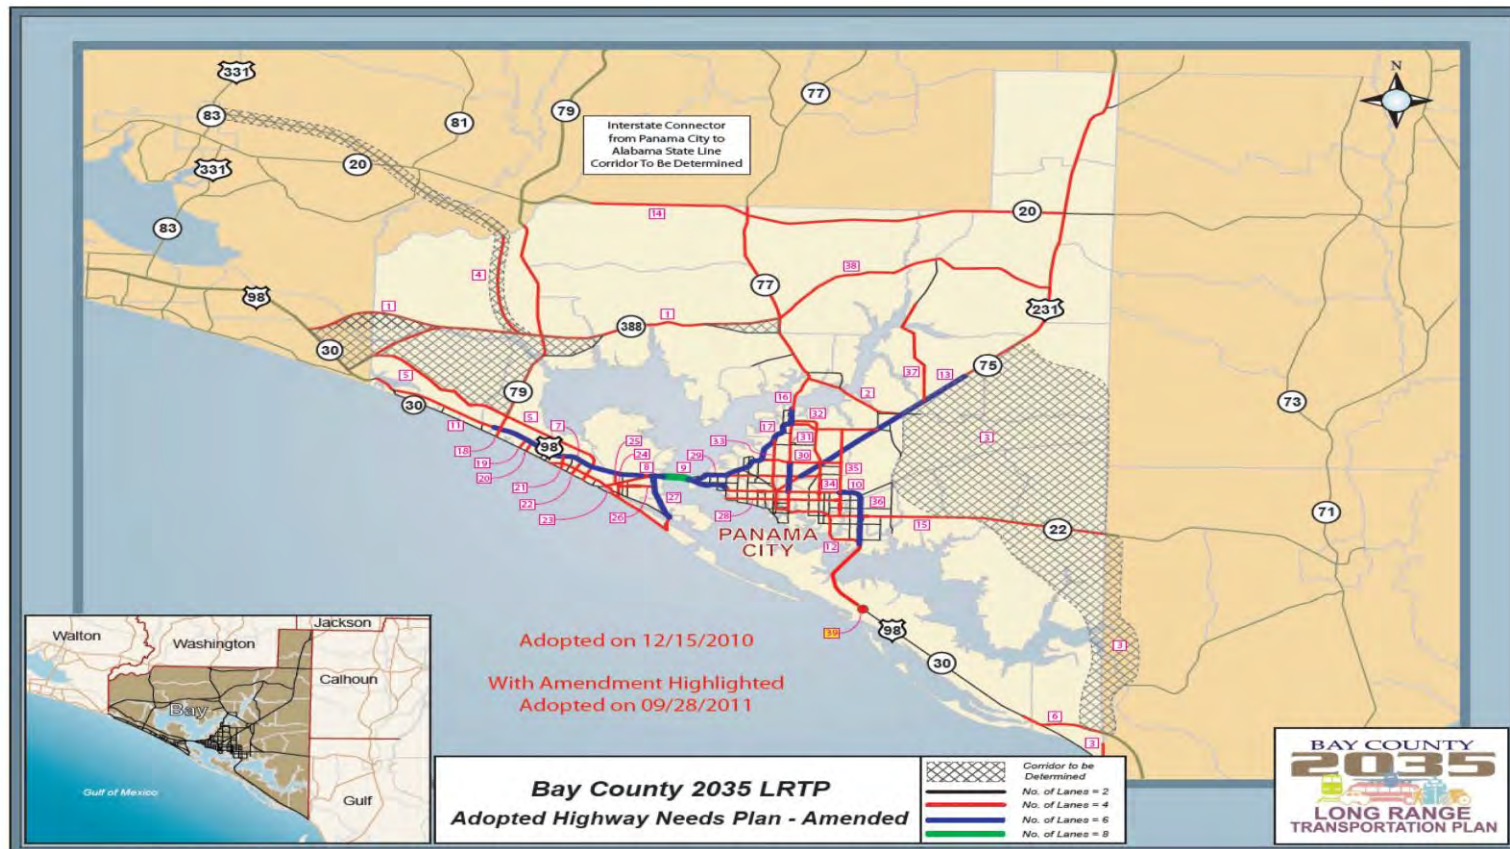 N
331
83
81
79
77
Interstate Connector
from Panama City to
Alabama State Line
Corridor To Be Determined
20
331
83
14
20
4
38
98
77
1
1
388
231
30
5
79
37
13
75
73
30
16
2
11
5
7
17
32
18
98
25
33
31
3
19
24
29
30
35
20
8
9
21
34
10
22
27
36
71
23
26
28
15
22
PANAMA
CITY
12
39
98
30
3
6
3
Adopted on 12/15/2010
With Amendment Highlighted
Adopted on 09/28/2011
Walton
Washington
Jackson
Calhoun
Bay
Gulf of Mexico
Gulf
Bay County 2035 LRTP
Adopted Highway Needs Plan - Amended
Corridor to be
Determined
No. of Lanes = 2
No. of Lanes = 4
No. of Lanes = 6
No. of Lanes = 8
BAY COUNTY
2035
LONG RANGE
TRANSPORTATION PLAN